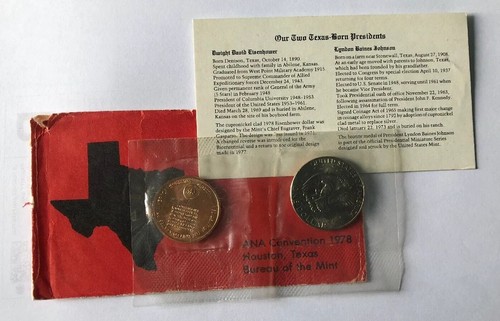 Our Two Texas-Born Presidents
Dwight David Eisenhower
Born Denison, Texas, October 14, 1890
Spent childhood with family in Abilene, Kansas.
Graduated from West Point Military Academy 1915
Promoted to Supreme Commander of Allied
Expeditionary forces December 24, 1943.
Given permanent rank of General of the Army
(5 Stars) in February 1948
President of Columbia University 1948-1953
President of the United States 1953-1961.
Died March 28, 1969 and is buried at Abilene,
Kansas on the site of his boyhood farm.
The cupronickel clad 1978 Eisenhower dollar was
designed by the Mint's Chief Engraver, Frank
Gasparro. The design was in 1971.
A changed reverse was introduced for the
Bicentennial and a return to the original design
made in 1977
Lyndon Baines Johnson
Born on a farm near Stonewall, Texas, August 27, 1908.
At an early age moved with parents to Johnson, Texas,
which had been founded by his grandfather.
Elected to Congress by special election April 10, 1937
returning for four terms.
Elected to U.S. Senate in 1948, serving until 1961 when
he became Vice President.
Took Presidential oath of office November 22, 1963,
following assassination of President John F. Kennedy
Elected in 1964 for full term.
Signed Coinage Act of 1965 making first major change
in coinage alloys since 1792 by adoption of cupronickel
clad metal to replace silver.
Died January 22, 1973 and is buried on his ranch.
The bronze medal of President Lyndon Baines Johnson
is part of the official Presidential Miniature Series
designed and struck by the United States Mint.
ANA Convention 1978
Houston, Texas
Bureau of the Mint